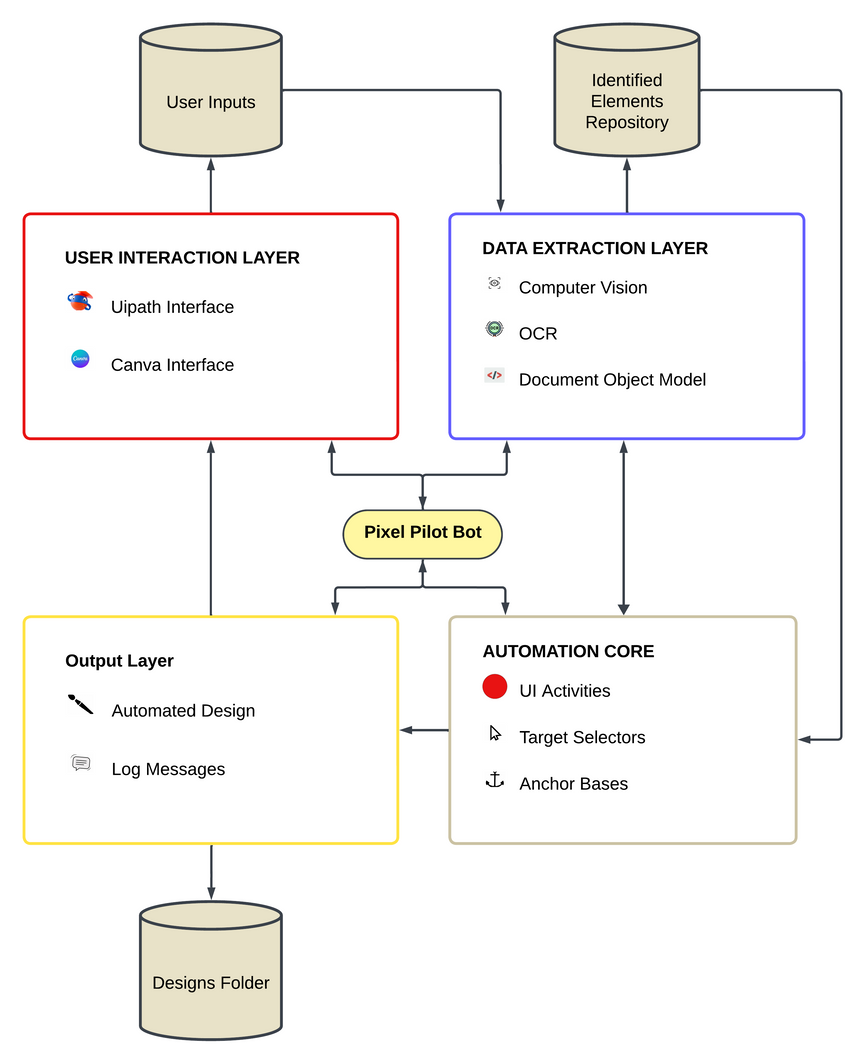 User Inputs
Identified
Elements
Repository
USER INTERACTION LAYER
Uipath Interface
Canva
Canva Interface
DATA EXTRACTION LAYER
Computer Vision
OCR
OCR
</>
Document Object Model
Pixel Pilot Bot
Output Layer
Automated Design
Log Messages
AUTOMATION CORE
UI Activities
Target Selectors
Anchor Bases
Designs Folder